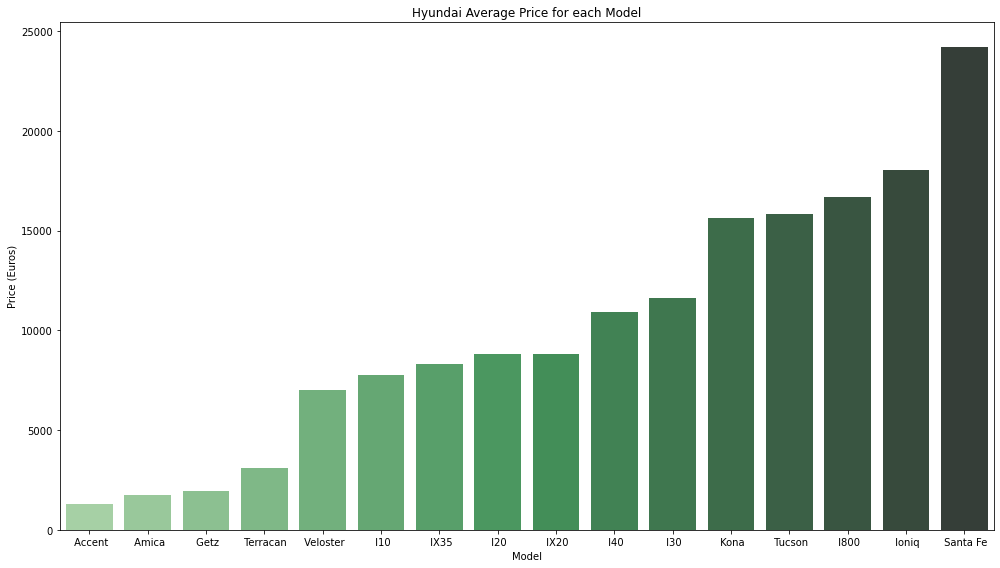 Hyundai Average Price for each Model
25000
20000
15000
10000
5000
0
Price (Euros)
Accent Amica Getz Terracan Veloster I10 IX35 I20 IX20 I40 I30 Kona Tucson I800 Ioniq Santa Fe
Model